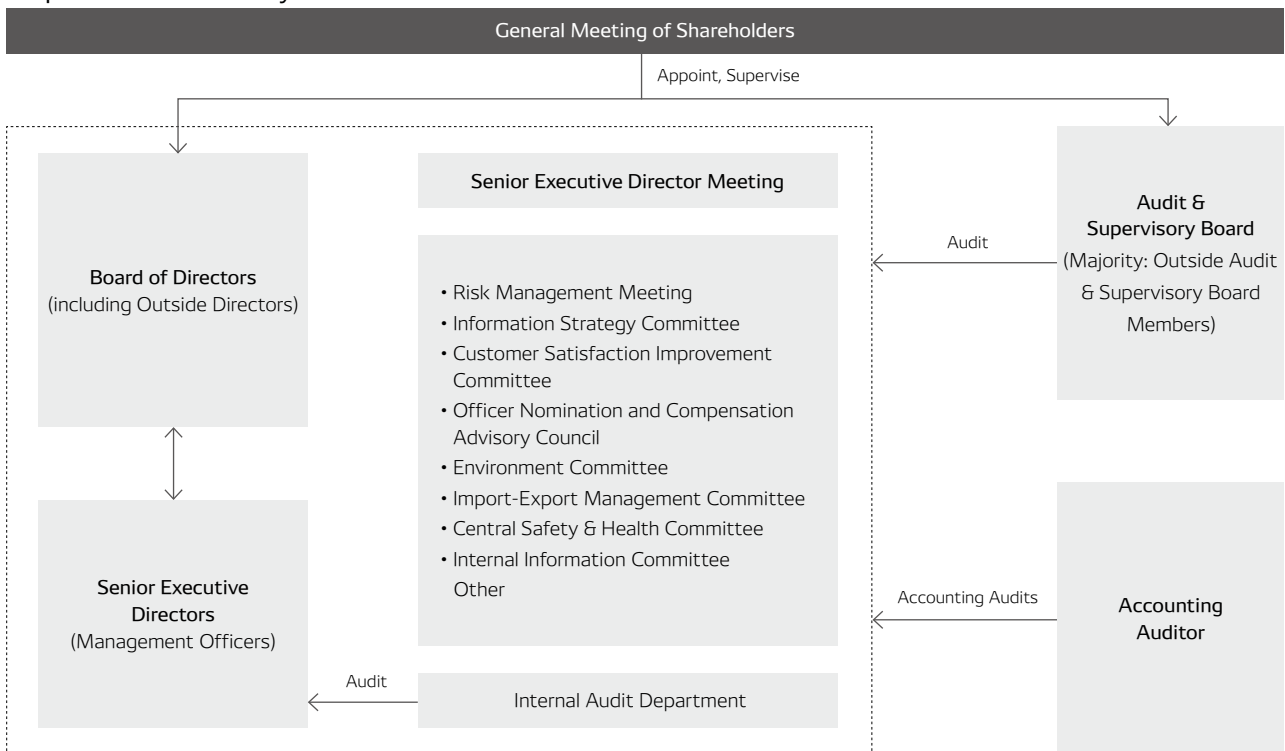 General Meeting of Shareholders
Appoint, Supervise
Board of Directors
(including Outside Directors)
Senior Executive Director Meeting
• Risk Management Meeting
• Information Strategy Committee
• Customer Satisfaction Improvement
Committee
• Officer Nomination and Compensation
Advisory Council
• Environment Committee
• Import-Export Management Committee
• Central Safety & Health Committee
• Internal Information Committee
Other
Audit
Audit &
Supervisory Board
(Majority: Outside Audit
& Supervisory Board
Members)
Senior Executive
Directors
(Management Officers)
Audit
Internal Audit Department
Accounting Audits
Accounting
Auditor